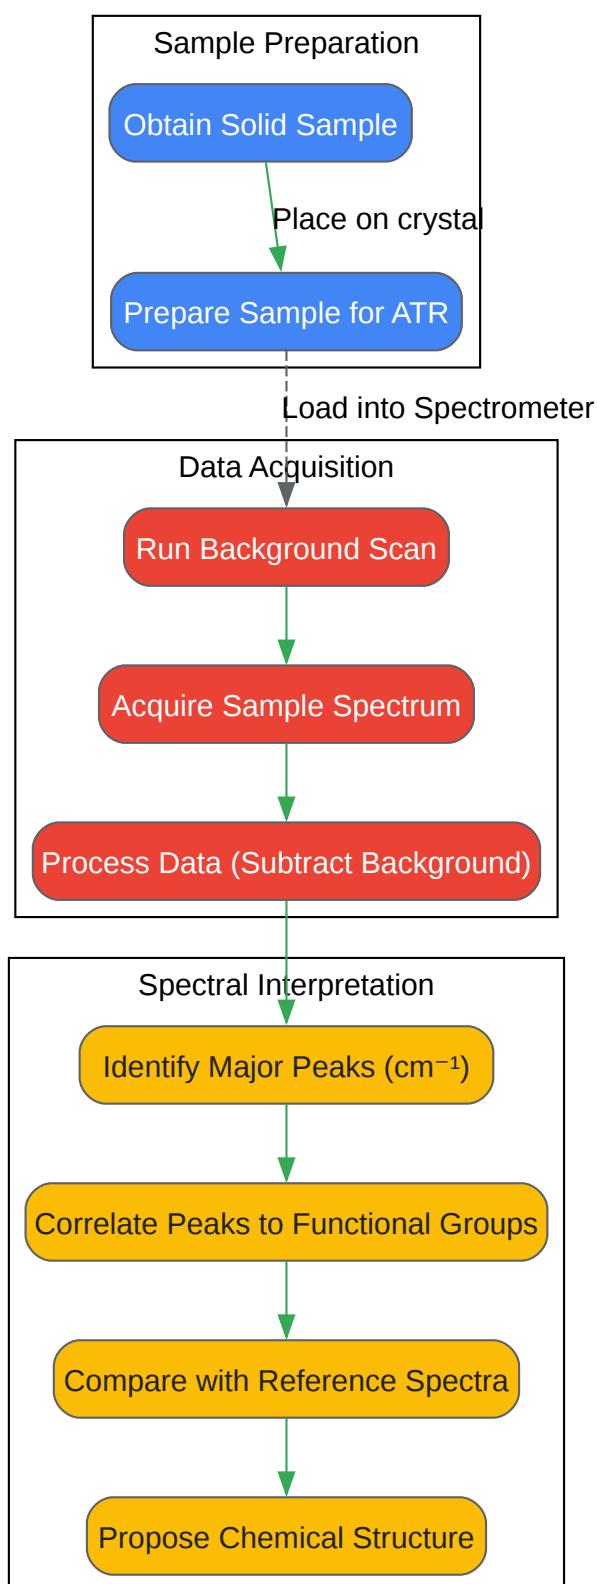 Sample Preparation
Obtain Solid Sample
Place on crystal
Prepare Sample for ATR
Load into Spectrometer
Data Acquisition
Run Background Scan
Acquire Sample Spectrum
Process Data (Subtract Background)
Spectral Interpretation
Identify Major Peaks (cm⁻¹)
Correlate Peaks to Functional Groups
Compare with Reference Spectra
Propose Chemical Structure